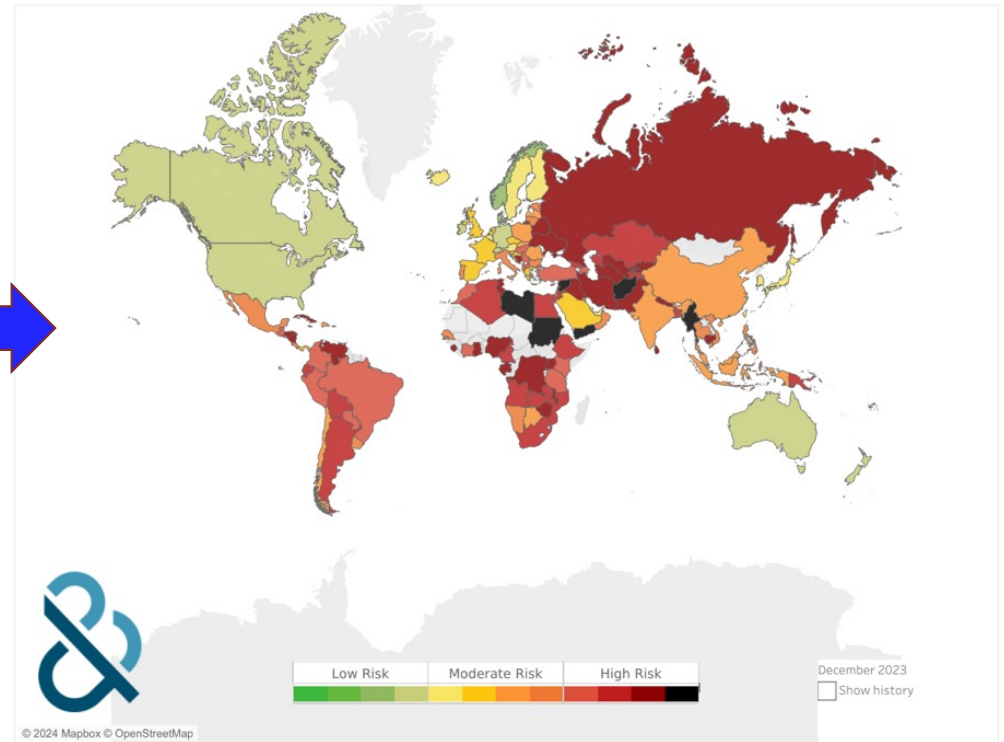 Low Risk Moderate Risk High Risk
December 2023
Show history
© 2024 Mapbox © OpenStreetMap